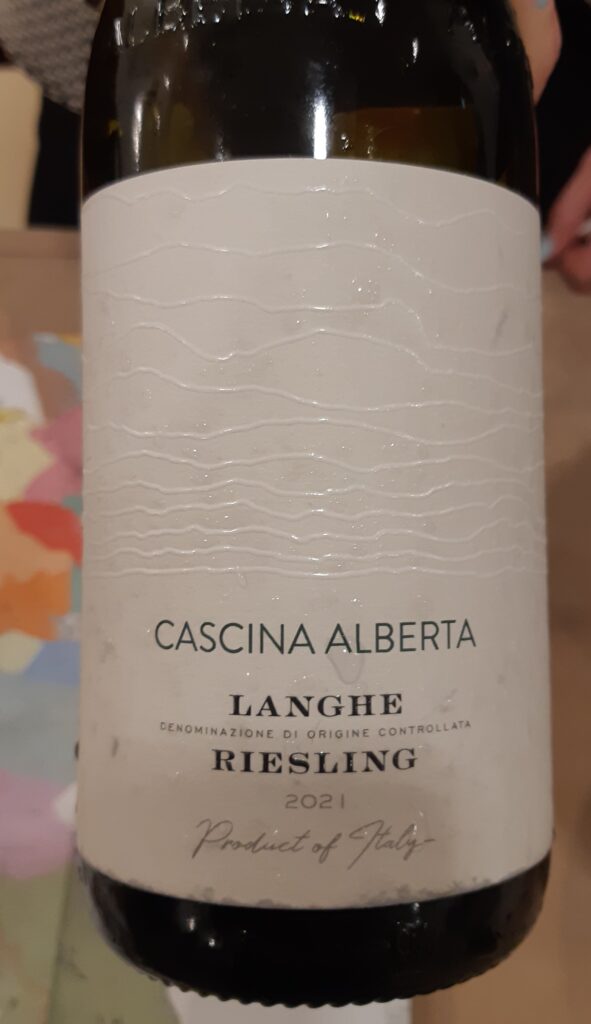 CASCINA ALBERTA
LANGHE
DENOMINAZIONE DI ORIGINE CONTROLLATA
RIESLING
2021
Product of Italy